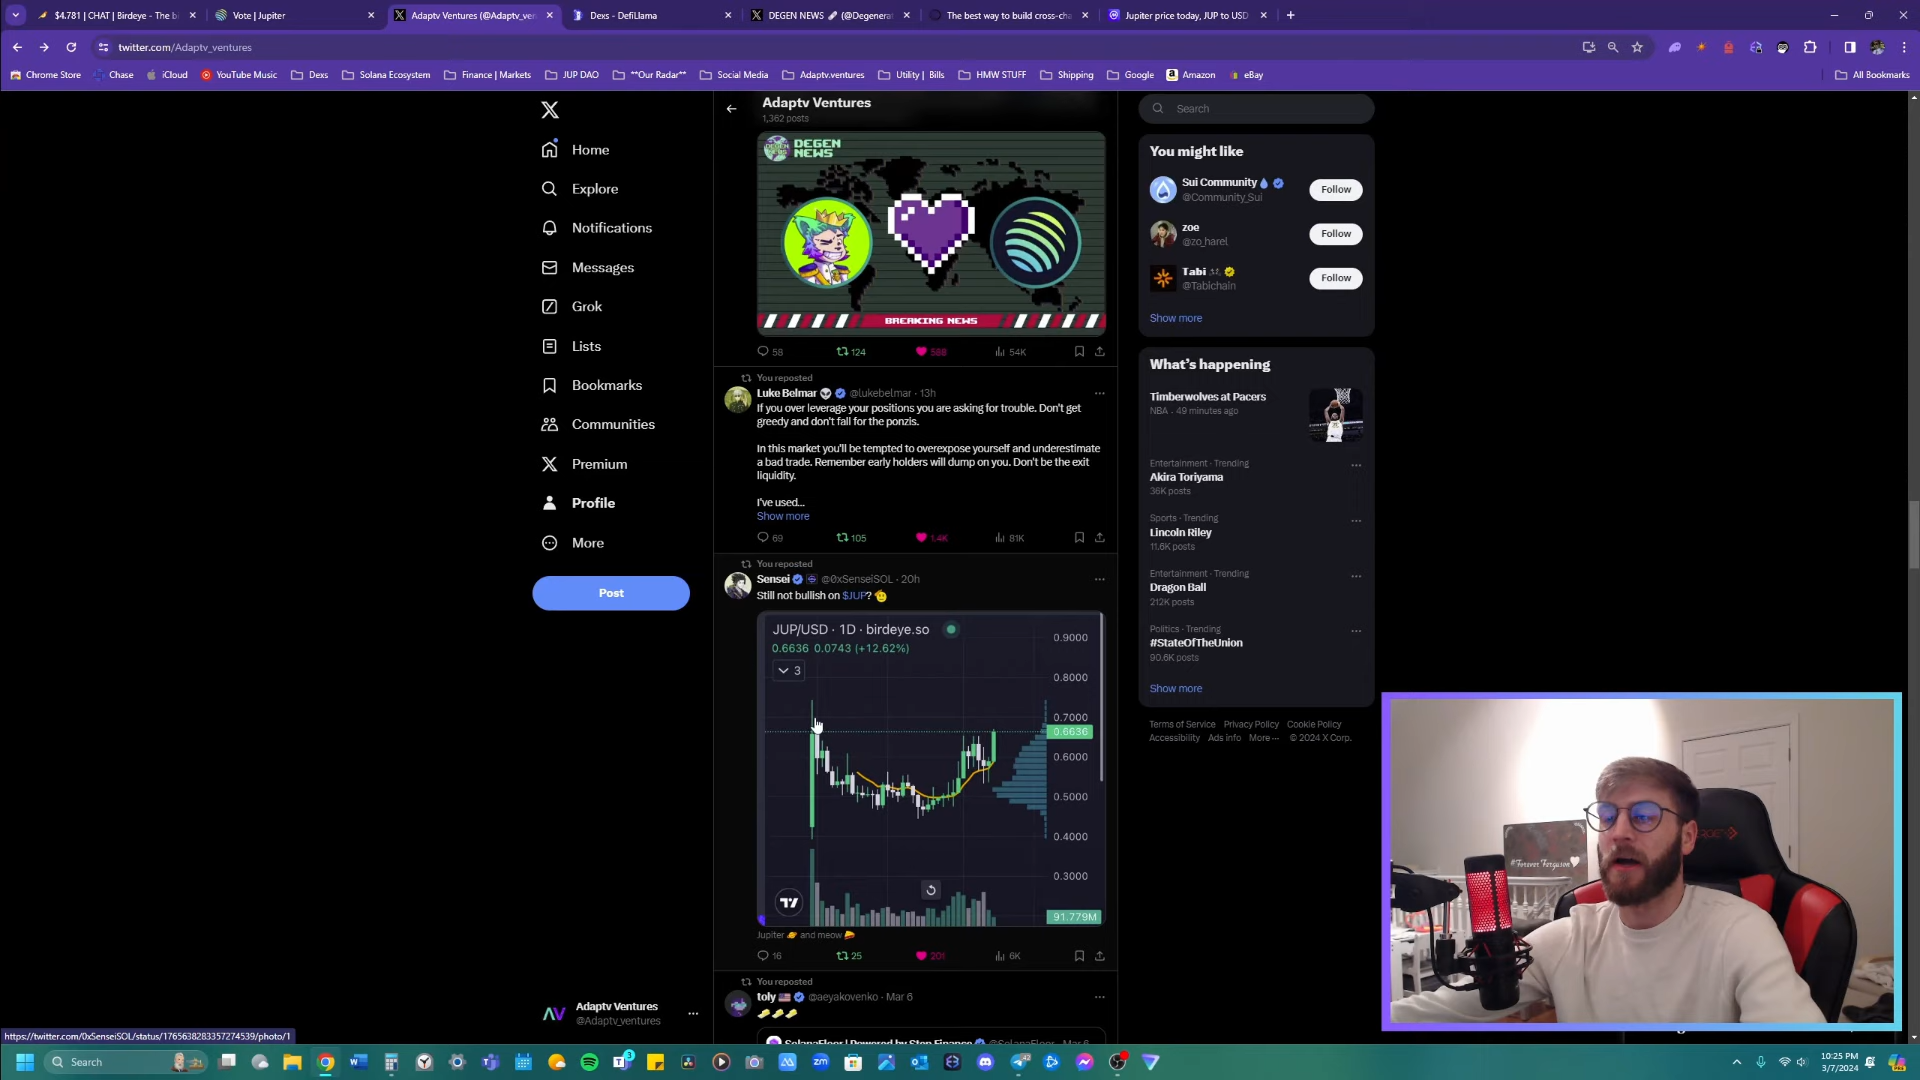 $4.781 | CHAT | Birdeye - The b
Vote | Jupiter
Adaptv Ventures (@Adaptv_ven
Dexs - DefiLlama
DEGEN NEWS 🗞 (@Degenerat
The best way to build cross-cha
Jupiter price today, JUP to USD
twitter.com/Adaptv_ventures
Chrome Store
Chase
iCloud
YouTube Music
Dexs
Solana Ecosystem
Finance | Markets
JUP DAO
**Our Radar**
Social Media
Adaptv.ventures
Utility | Bills
HMW STUFF
Shipping
Google
Amazon
eBay
All Bookmarks
Home
Explore
Notifications
Messages
Grok
Lists
Bookmarks
Communities
Premium
Profile
More
Post
Adaptv Ventures
@Adaptv_ventures
Adaptv Ventures
1,362 posts
DEGEN
NEWS
BREAKING NEWS
58
124
568
54K
You reposted
Luke Belmar 👽 @lukebelmar · 13h
If you over leverage your positions you are asking for trouble. Don't get
greedy and don't fall for the ponzis.
In this market you'll be tempted to overexpose yourself and underestimate
a bad trade. Remember early holders will dump on you. Don't be the exit
liquidity.
I've used...
Show more
69
105
1.4K
81K
You reposted
Sensei @0xSenseiSOL · 20h
Still not bullish on $JUP? 🫡
JUP/USD · 1D · birdeye.so
0.6636 0.0743 (+12.62%)
3
0.9000
0.8000
0.7000
0.6636
0.6000
0.5000
0.4000
0.3000
91.779M
Jupiter 🪐 and meow 🧀
16
25
201
6K
You reposted
toly 🇺🇸 @aeyakovenko · Mar 6
SolanaFloor | Powered by Step Finance @SolanaFloor · Mar 6
Search
You might like
Sui Community 💧
@Community_Sui
Follow
zoe
@zo_harel
Follow
Tabi
@Tabichain
Follow
Show more
What's happening
Timberwolves at Pacers
NBA · 49 minutes ago
Entertainment · Trending
Akira Toriyama
36K posts
Sports · Trending
Lincoln Riley
11.6K posts
Entertainment · Trending
Dragon Ball
212K posts
Politics · Trending
#StateOfTheUnion
90.6K posts
Show more
Terms of Service Privacy Policy Cookie Policy
Accessibility Ads info More ··· © 2024 X Corp.
#ForeverFerguson
https://twitter.com/0xSenseiSOL/status/1765638283357274539/photo/1
Search
10:25 PM
3/7/2024